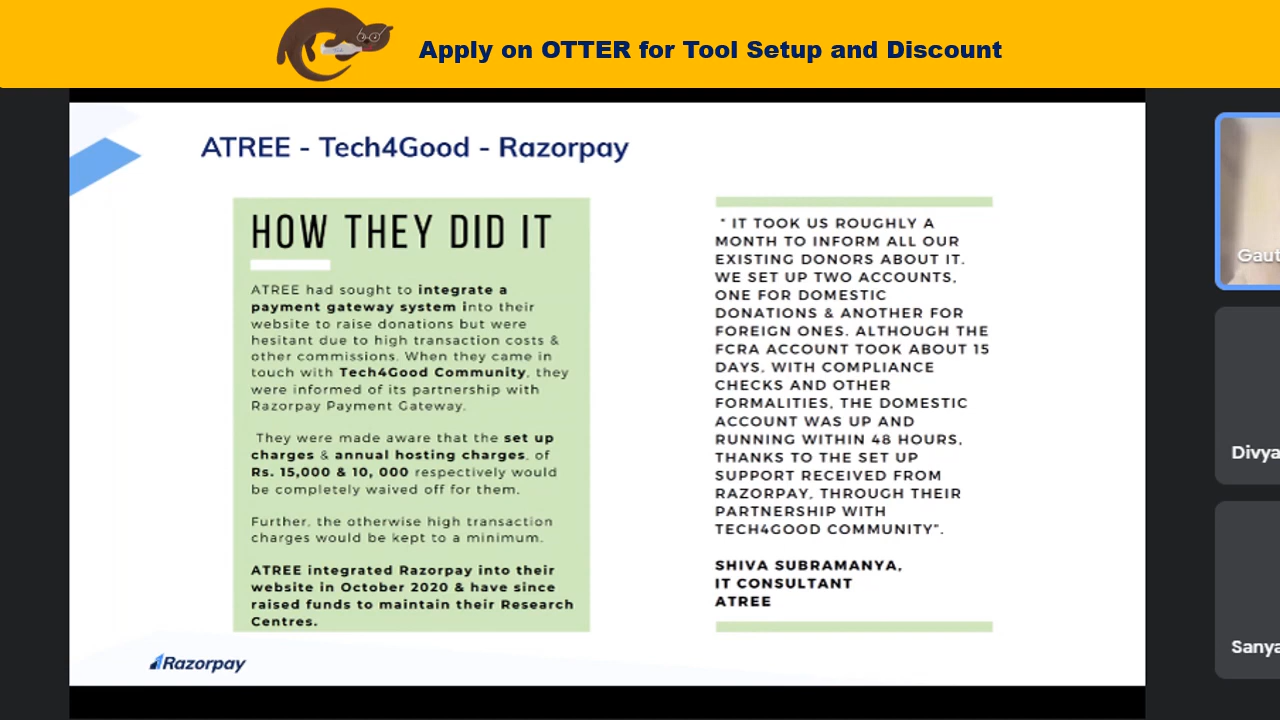 Apply on OTTER for Tool Setup and Discount
ATREE - Tech4Good - Razorpay
HOW THEY DID IT
ATREE had sought to integrate a
payment gateway system into their
website to raise donations but were
hesitant due to high transaction costs &
other commissions. When they came in
touch with Tech4Good Community, they
were informed of its partnership with
Razorpay Payment Gateway.
They were made aware that the set up
charges & annual hosting charges, of
Rs. 15,000 & 10, 000 respectively would
be completely waived off for them.
Further, the otherwise high transaction
charges would be kept to a minimum.
ATREE integrated Razorpay into their
website in October 2020 & have since
raised funds to maintain their Research
Centres.
" IT TOOK US ROUGHLY A
MONTH TO INFORM ALL OUR
EXISTING DONORS ABOUT IT.
WE SET UP TWO ACCOUNTS,
ONE FOR DOMESTIC
DONATIONS & ANOTHER FOR
FOREIGN ONES. ALTHOUGH THE
FCRA ACCOUNT TOOK ABOUT 15
DAYS, WITH COMPLIANCE
CHECKS AND OTHER
FORMALITIES, THE DOMESTIC
ACCOUNT WAS UP AND
RUNNING WITHIN 48 HOURS,
THANKS TO THE SET UP
SUPPORT RECEIVED FROM
RAZORPAY, THROUGH THEIR
PARTNERSHIP WITH
TECH4GOOD COMMUNITY".
SHIVA SUBRAMANYA,
IT CONSULTANT
ATREE
Razorpay
Gaut
Divya
Sanya